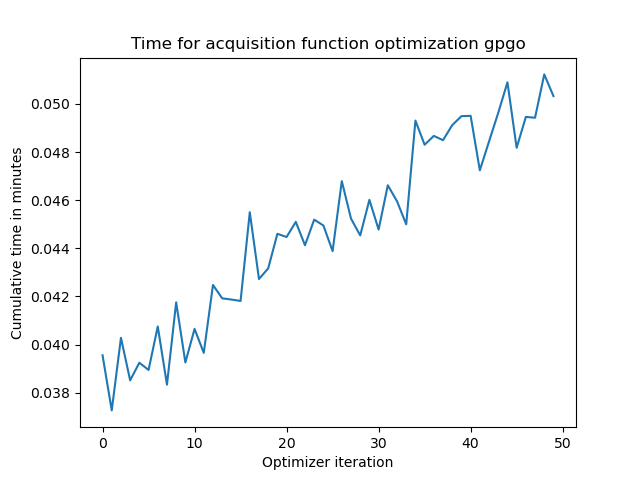 Time for acquisition function optimization gpgo
0.050
0.048
0.046
0.044
0.042
0.040
0.038
Cumulative time in minutes
0 10 20 30 40 50
Optimizer iteration